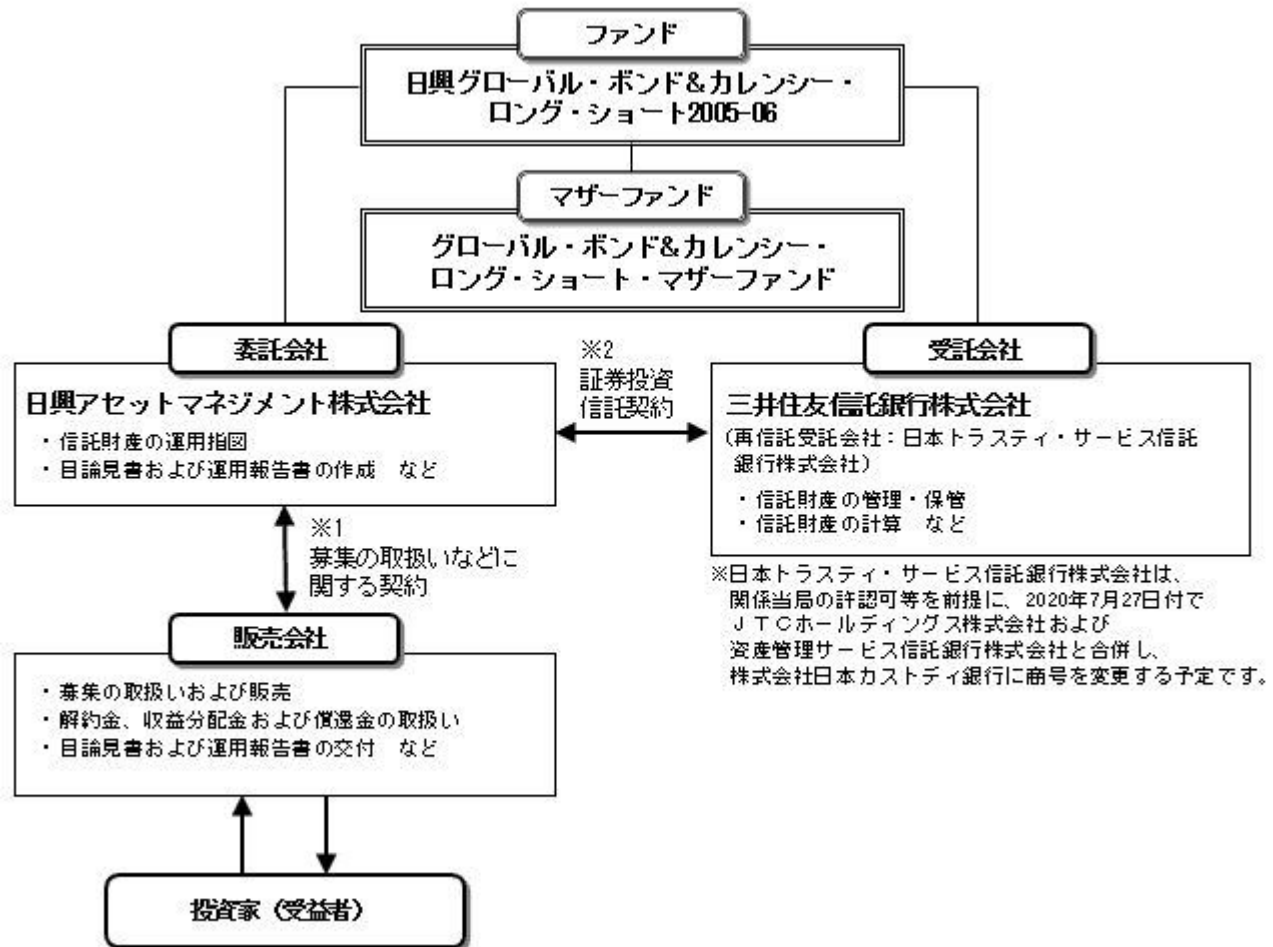 ファンド
日興グローバル・ボンド&カレンシー・
ロング・ショート2005-06
マザーファンド
グローバル・ボンド&カレンシー・
ロング・ショート・マザーファンド
委託会社
日興アセットマネジメント株式会社
・信託財産の運用指図
・目論見書および運用報告書の作成　など
※2
証券投資
信託契約
受託会社
三井住友信託銀行株式会社
(再信託受託会社:日本トラスティ・サービス信託
銀行株式会社)
・信託財産の管理・保管
・信託財産の計算　など
※1
募集の取扱いなどに
関する契約
※日本トラスティ・サービス信託銀行株式会社は、
関係当局の許認可等を前提に、2020年7月27日付で
JTCホールディングス株式会社および
資産管理サービス信託銀行株式会社と合併し、
株式会社日本カストディ銀行に商号を変更する予定です。
販売会社
・募集の取扱いおよび販売
・解約金、収益分配金および償還金の取扱い
・目論見書および運用報告書の交付　など
投資家(受益者)